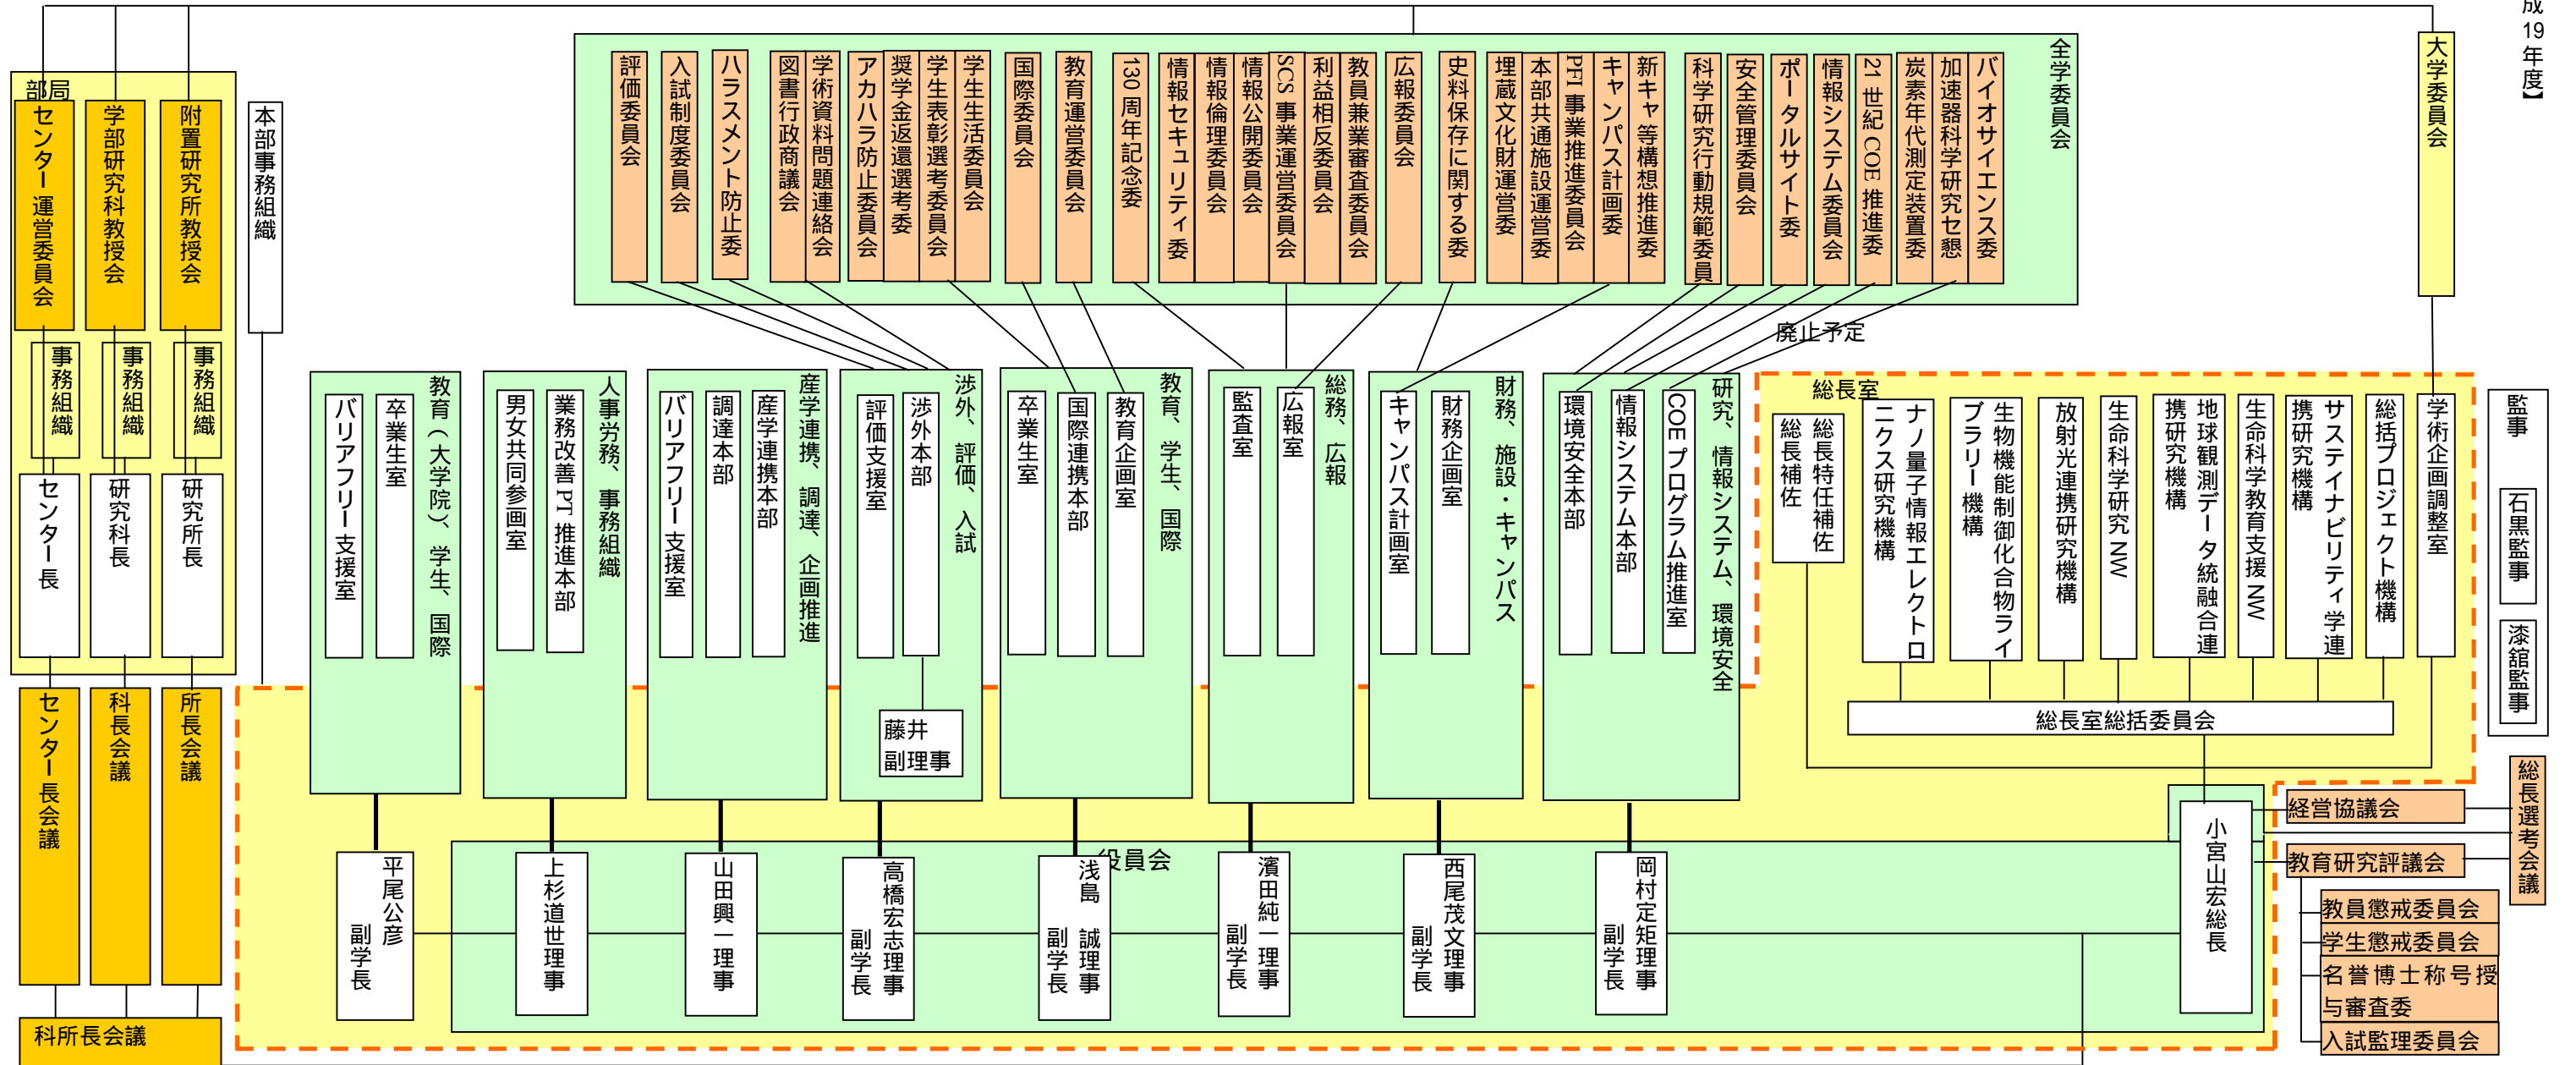 成19年度】
全学委員会
評価委員会
入試制度委員会
ハラスメント防止委
図書行政商議会
学術資料問題連絡会
アカハラ防止委員会
奨学金返還選考委
学生表彰選考委員会
学生生活委員会
国際委員会
教育運営委員会
130周年記念委
情報セキュリティ委
情報倫理委員会
情報公開委員会
SCS 事業運営委員会
利益相反委員会
教員兼業審査委員会
広報委員会
史料保存に関する委
埋蔵文化財運営委
本部共通施設運営委
PFI 事業推進委員会
キャンパス計画委
新キャ等構想推進委
科学研究行動規範委員
安全管理委員会
ポータルサイト委
情報システム委員会
21世紀 COE 推進委
炭素年代測定装置委
加速器科学研究セ懇
バイオサイエンス委
大学委員会
廃止予定
部局
センター運営委員会
学部研究科教授会
附置研究所教授会
事務組織
事務組織
事務組織
センター長
研究科長
研究所長
本部事務組織
センター長会議
科長会議
所長会議
科所長会議
教育(大学院)、学生、国際
バリアフリー支援室
卒業生室
人事労務、事務組織
男女共同参画室
業務改善 PT 推進本部
産学連携、調達、企画推進
バリアフリー支援室
調達本部
産学連携本部
渉外、評価、入試
評価支援室
渉外本部
藤井
副理事
教育、学生、国際
卒業生室
国際連携本部
教育企画室
総務、広報
監査室
広報室
財務、施設・キャンパス
キャンパス計画室
財務企画室
研究、情報システム、環境安全
環境安全本部
情報システム本部
COE プログラム推進室
総長室
総長特任補佐
総長補佐
ナノ量子情報エレクトロ
ニクス研究機構
生物機能制御化合物ライ
ブラリー機構
放射光連携研究機構
生命科学研究 NW
地球観測データ統融合連
携研究機構
生命科学教育支援 NW
サステイナビリティ学連
携研究機構
総括プロジェクト機構
学術企画調整室
総長室総括委員会
監事
石黒監事
漆舘監事
役員会
平尾公彦
副学長
上杉道世理事
山田興一理事
高橋宏志理事
副学長
浅島 誠理事
副学長
濱田純一理事
副学長
西尾茂文理事
副学長
岡村定矩理事
副学長
小宮山宏総長
経営協議会
教育研究評議会
総長選考会議
教員懲戒委員会
学生懲戒委員会
名誉博士称号授
与審査委
入試監理委員会